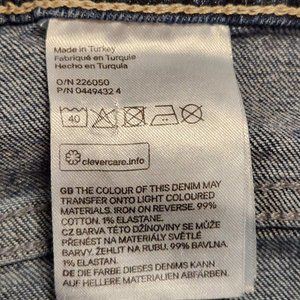 Made in Turkey
Fabriqué en Turquie
Hecho en Turquía
O/N 226050
P/N 0449432 4
40
clevercare.info
GB THE COLOUR OF THIS DENIM MAY
TRANSFER ONTO LIGHT COLOURED
MATERIALS. IRON ON REVERSE. 99%
COTTON. 1% ELASTANE.
CZ BARVA TÉTO DŽÍNOVINY SE MŮŽE
PŘENÉST NA MATERIÁLY SVĚTLÉ
BARVY. ŽEHLIT NA RUBU. 99% BAVLNA
1% ELASTAN.
DE DIE FARBE DIESES DENIMS KANN
AUF HELLERE MATERIALIEN ABFÄRBEN.